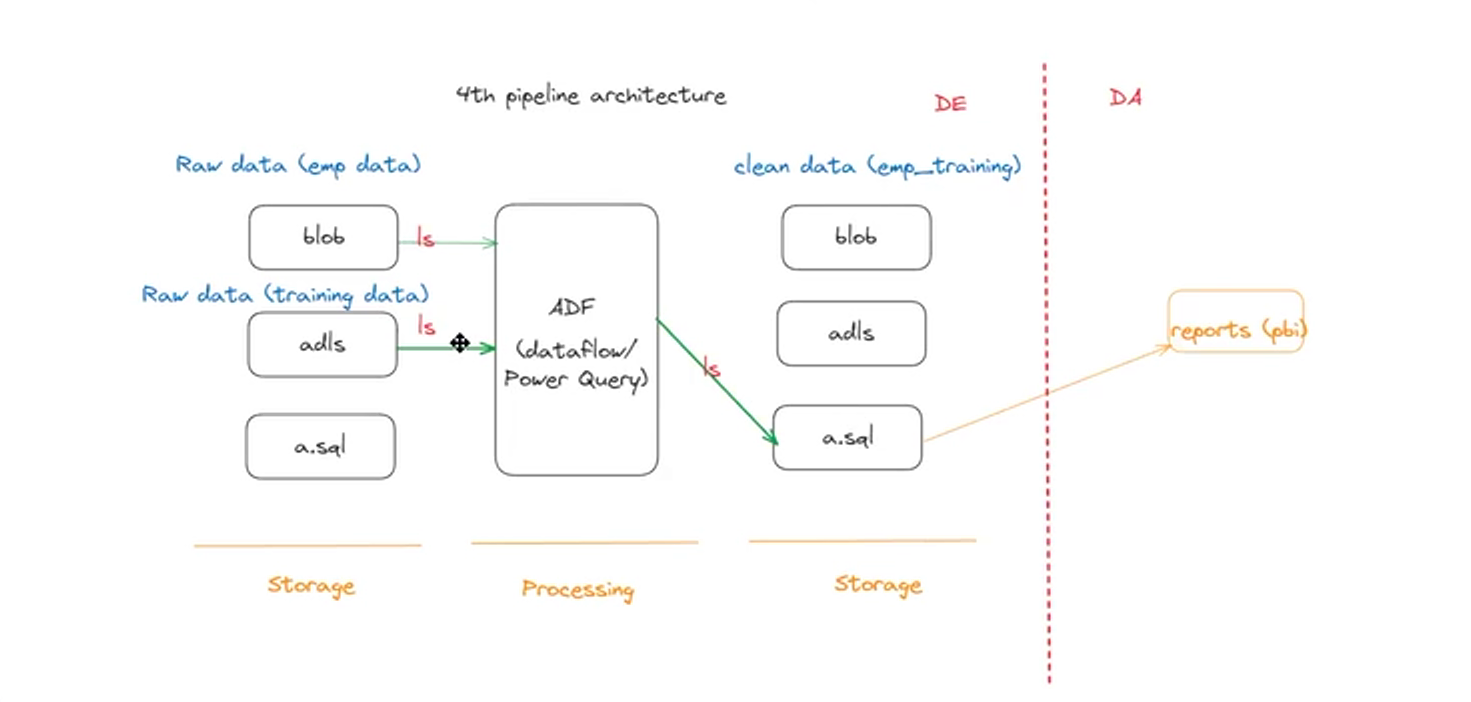 4th pipeline architecture
DE
DA
Raw data (emp data)
clean data (emp_training)
blob
ls
blob
Raw data (training data)
adls
ls
ADF
(dataflow/
Power Query)
adls
reports (pbi)
ls
a.sql
a.sql
Storage
Processing
Storage